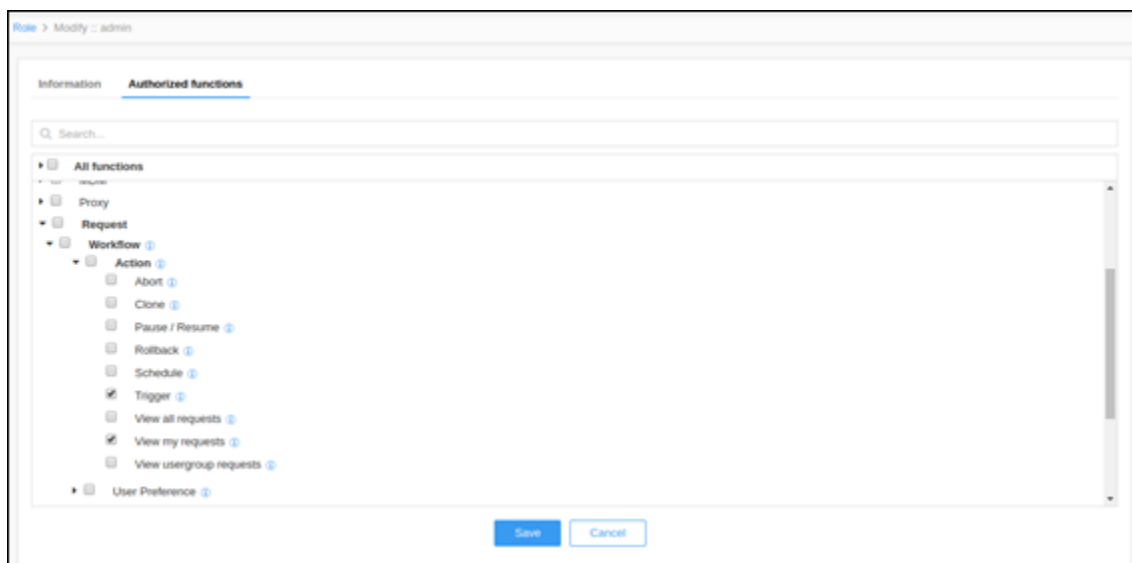 Role > Modify :: admin
Information Authorized functions
Search...
All functions
MDM
Proxy
Request
Workflow
Action
Abort
Clone
Pause / Resume
Rollback
Schedule
Trigger
View all requests
View my requests
View usergroup requests
User Preference
Save Cancel